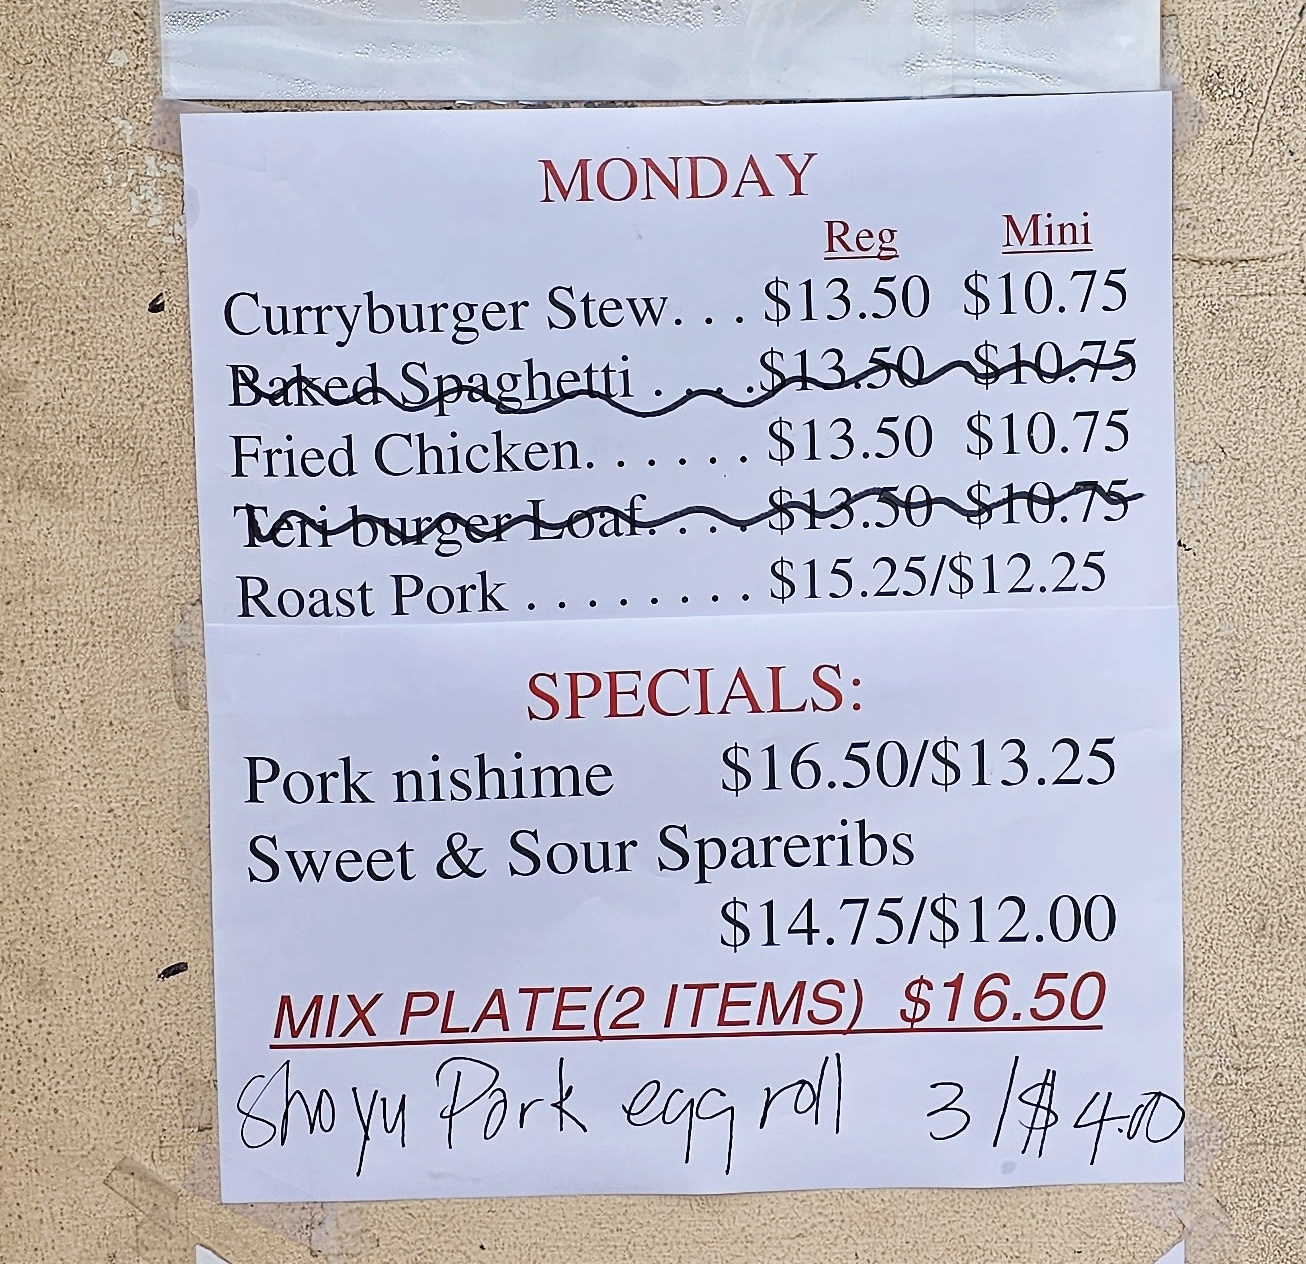 MONDAY
Reg Mini
Curryburger Stew. . . $13.50 $10.75
Baked Spaghetti . . . .$13.50 $10.75
Fried Chicken. . . . . . $13.50 $10.75
Teri burger Loaf. . . . $13.50 $10.75
Roast Pork . . . . . . . . $15.25/$12.25
SPECIALS:
Pork nishime $16.50/$13.25
Sweet & Sour Spareribs
$14.75/$12.00
MIX PLATE(2 ITEMS) $16.50
Shoyu Pork egg roll 3/$4.00